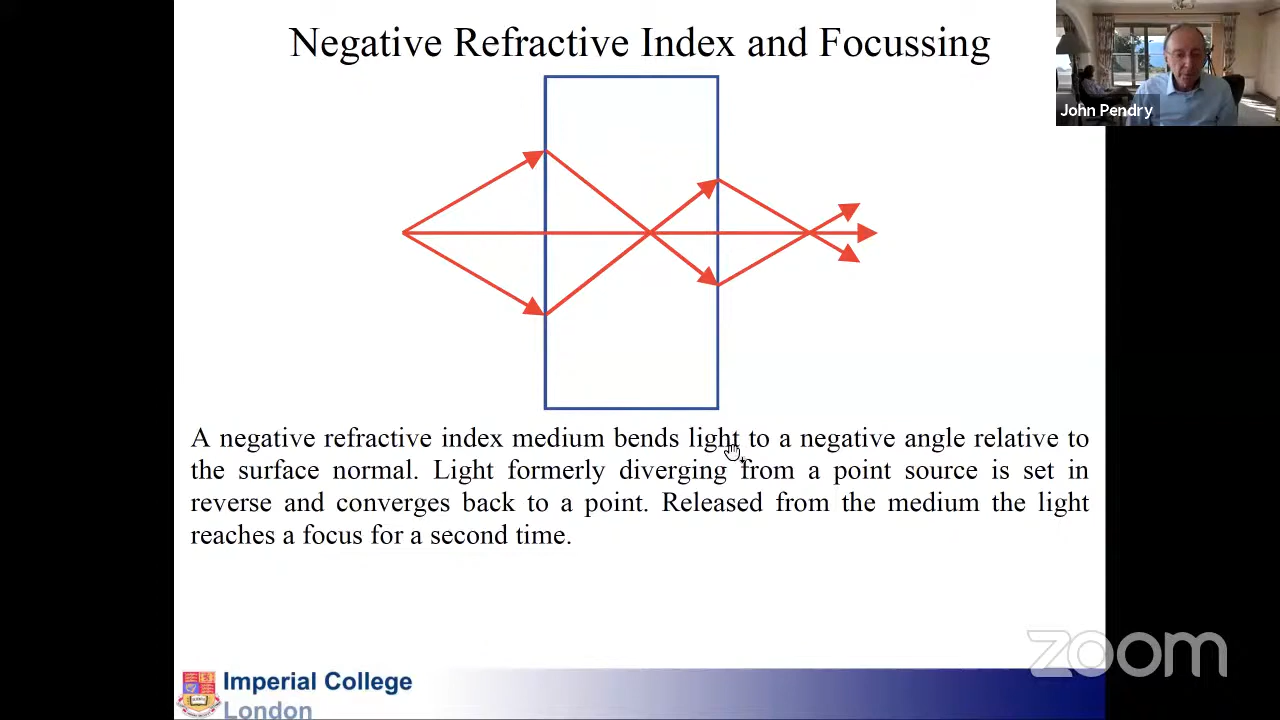 Negative Refractive Index and Focussing
John Pendry
A negative refractive index medium bends light to a negative angle relative to
the surface normal. Light formerly diverging from a point source is set in
reverse and converges back to a point. Released from the medium the light
reaches a focus for a second time.
zoom
Imperial College
London